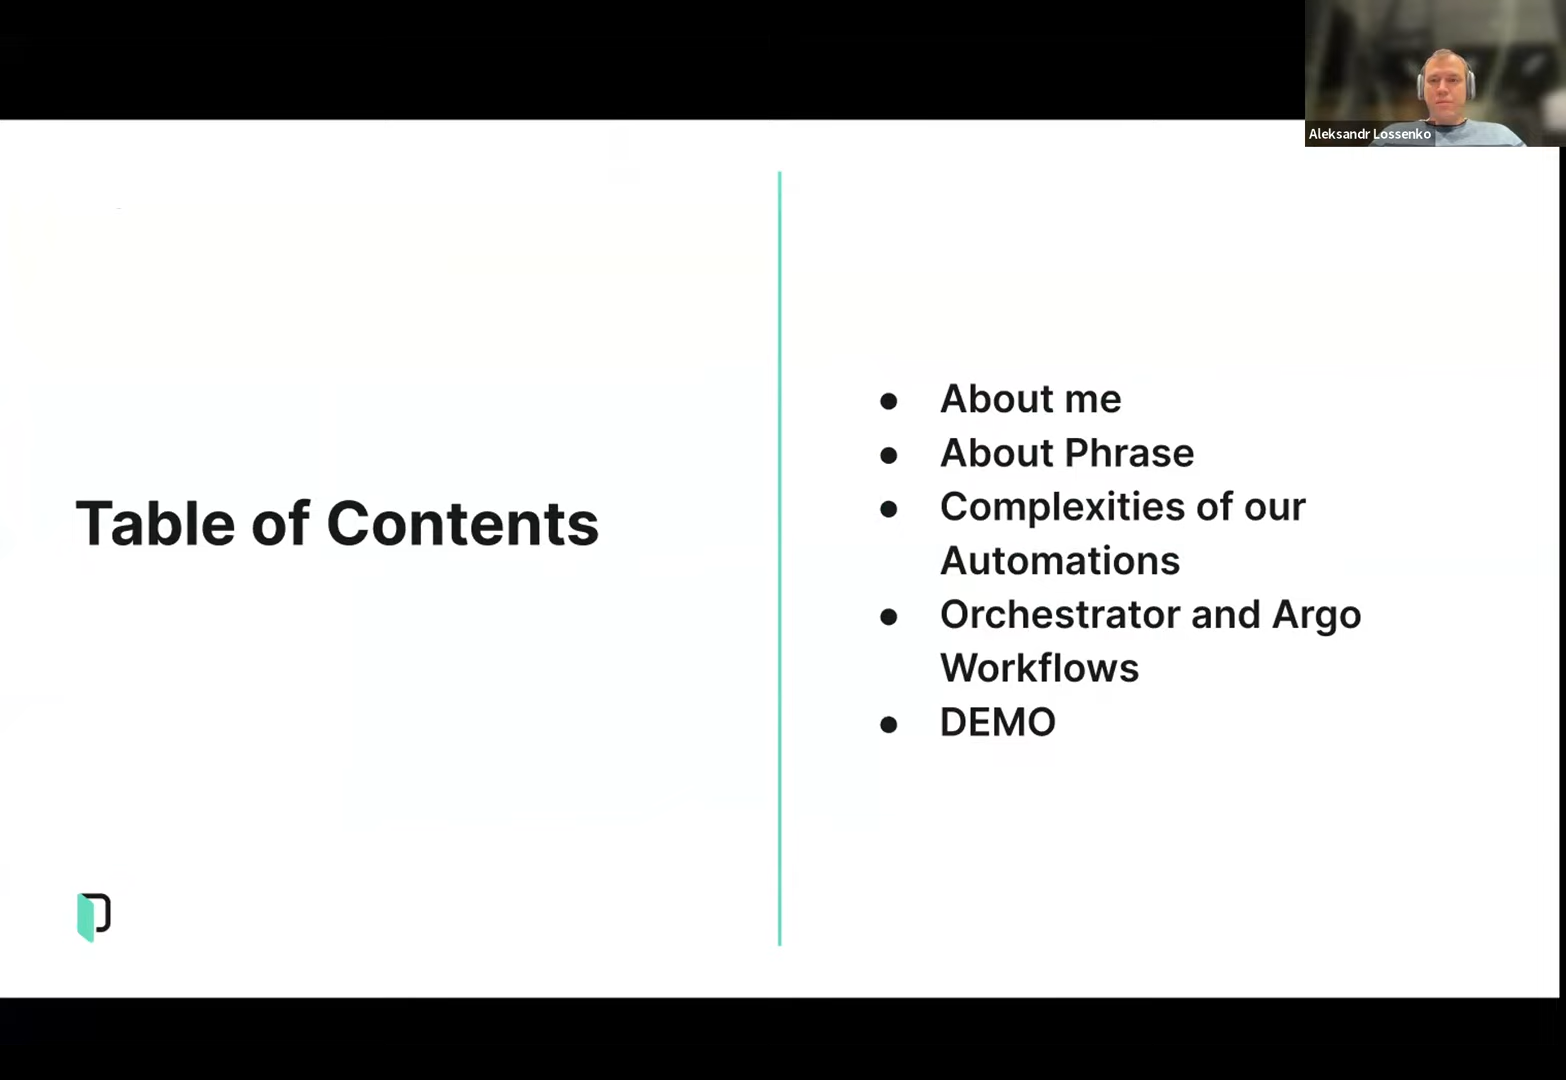 Aleksandr Lossenko
Table of Contents
● About me
● About Phrase
● Complexities of our
Automations
● Orchestrator and Argo
Workflows
● DEMO